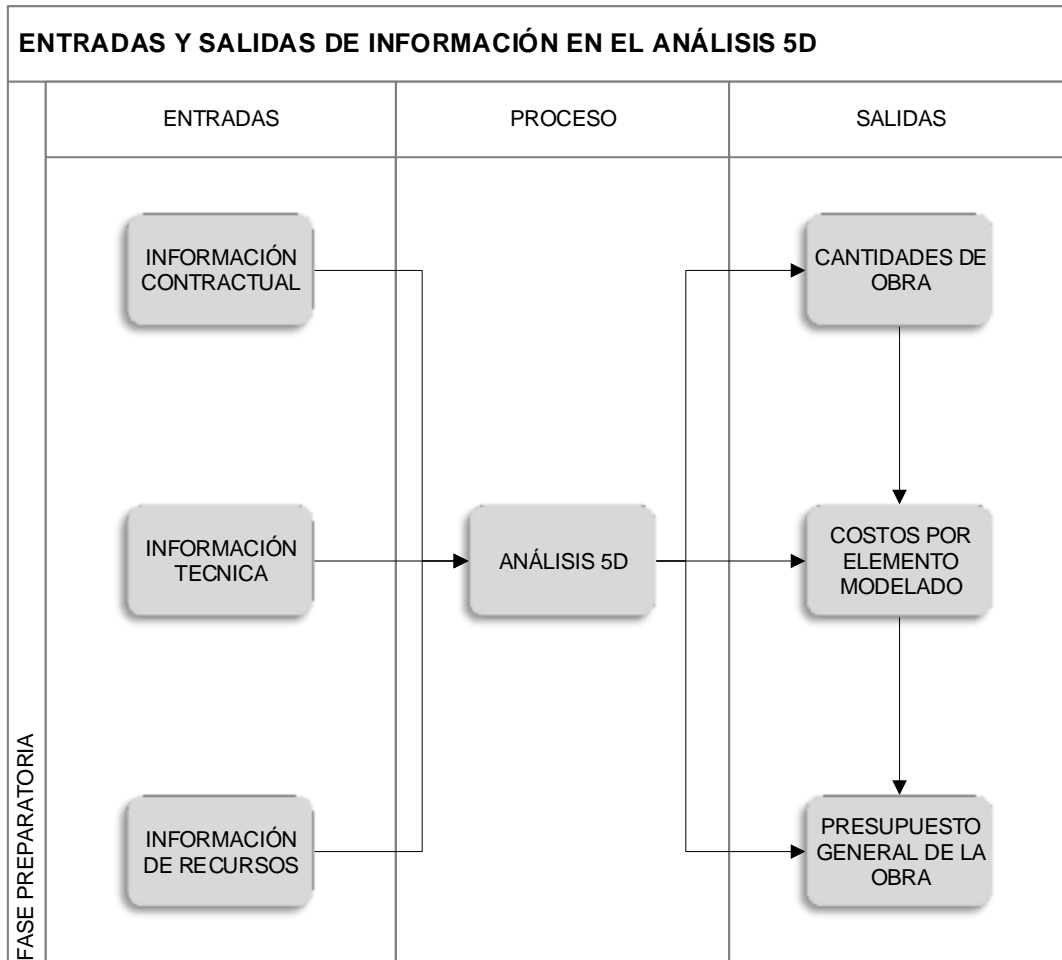 ENTRADAS Y SALIDAS DE INFORMACIÓN EN EL ANÁLISIS 5D
ENTRADAS
PROCESO
SALIDAS
INFORMACIÓN
CONTRACTUAL
CANTIDADES DE
OBRA
INFORMACIÓN
TECNICA
ANÁLISIS 5D
COSTOS POR
ELEMENTO
MODELADO
INFORMACIÓN
DE RECURSOS
PRESUPUESTO
GENERAL DE LA
OBRA
FASE PREPARATORIA